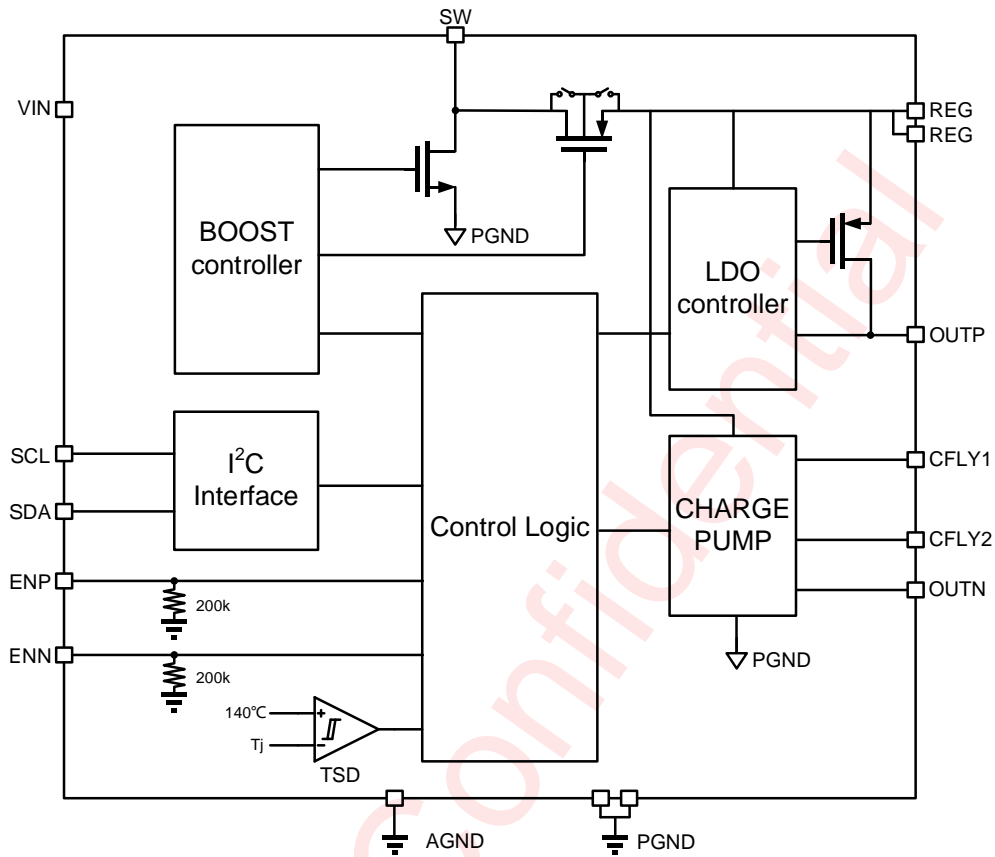 SW
VIN
REG
REG
BOOST
controller
PGND
LDO
controller
OUTP
SCL
SDA
I²C
Interface
Control Logic
CHARGE
PUMP
CFLY1
CFLY2
OUTN
ENP
200k
ENN
200k
PGND
140℃
Tj
+
−
TSD
AGND
PGND
Confidential